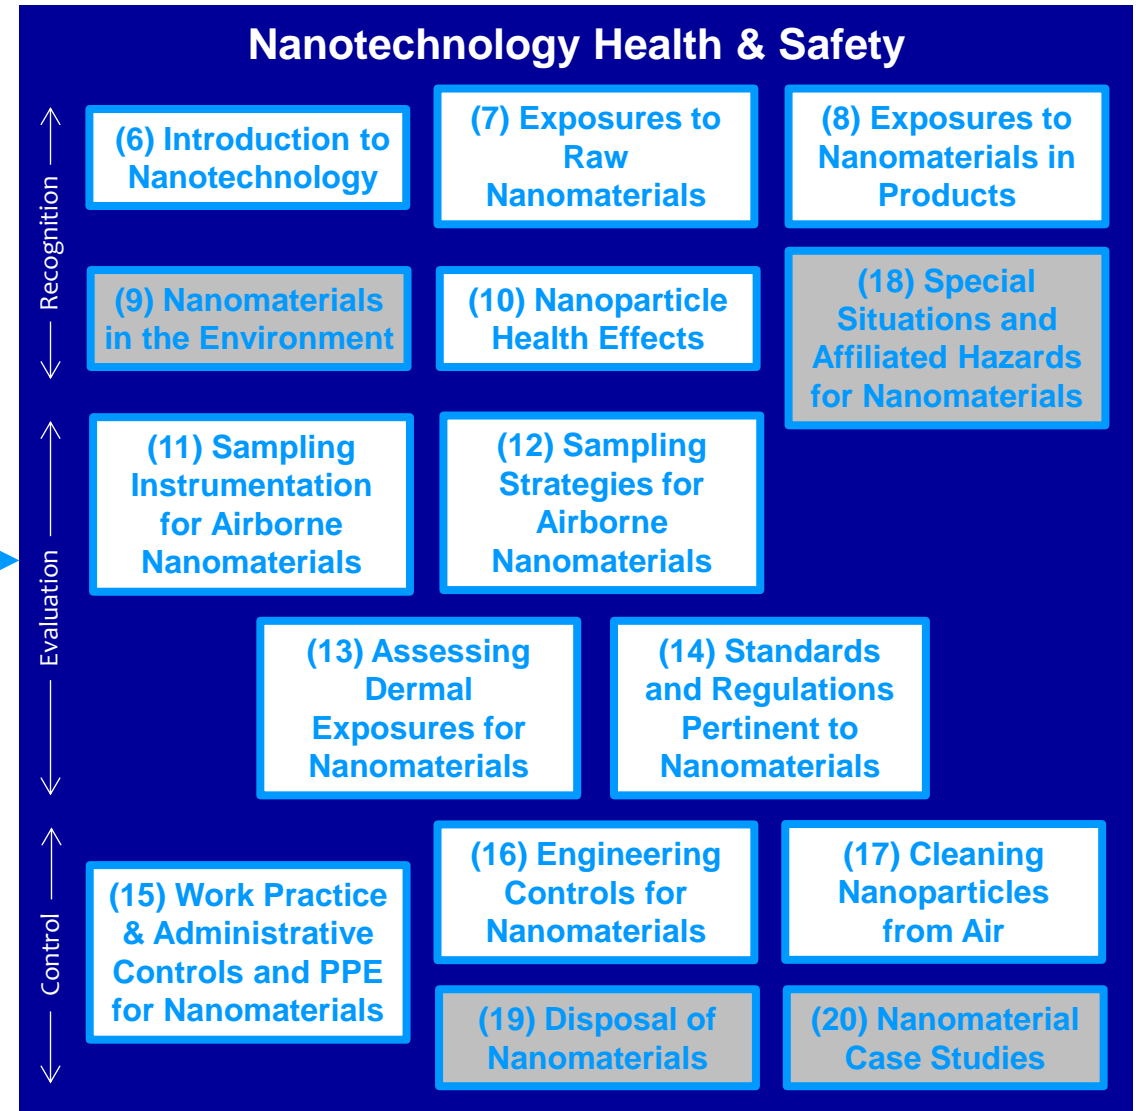 Nanotechnology Health & Safety
Recognition
(6) Introduction to
Nanotechnology
(7) Exposures to
Raw
Nanomaterials
(8) Exposures to
Nanomaterials in
Products
(9) Nanomaterials
in the Environment
(10) Nanoparticle
Health Effects
(18) Special
Situations and
Affiliated Hazards
for Nanomaterials
Evaluation
(11) Sampling
Instrumentation
for Airborne
Nanomaterials
(12) Sampling
Strategies for
Airborne
Nanomaterials
(13) Assessing
Dermal
Exposures for
Nanomaterials
(14) Standards
and Regulations
Pertinent to
Nanomaterials
Control
(15) Work Practice
& Administrative
Controls and PPE
for Nanomaterials
(16) Engineering
Controls for
Nanomaterials
(17) Cleaning
Nanoparticles
from Air
(19) Disposal of
Nanomaterials
(20) Nanomaterial
Case Studies